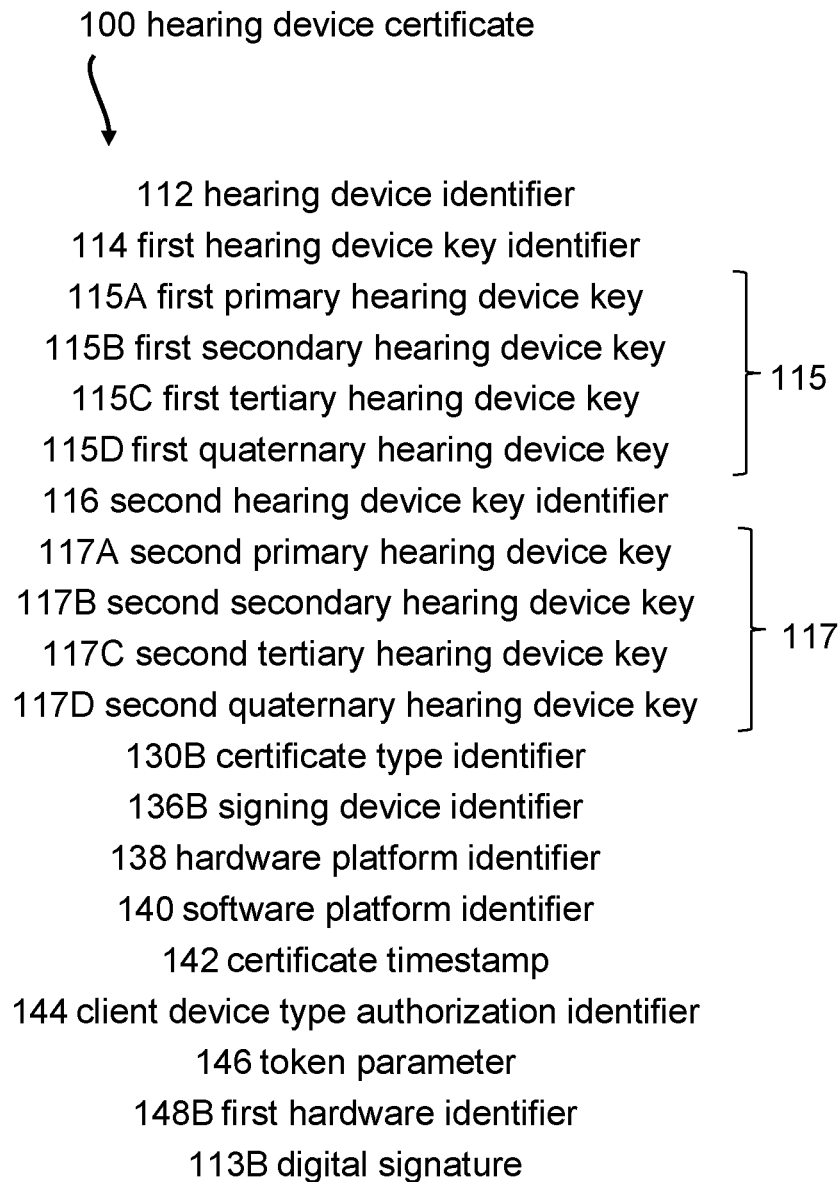 100 hearing device certificate
112 hearing device identifier
114 first hearing device key identifier
115A first primary hearing device key
115B first secondary hearing device key
115
115C first tertiary hearing device key
115D first quaternary hearing device key
116 second hearing device key identifier
117A second primary hearing device key
117B second secondary hearing device key
117
117C second tertiary hearing device key
117D second quaternary hearing device key
130B certificate type identifier
136B signing device identifier
138 hardware platform identifier
140 software platform identifier
142 certificate timestamp
144 client device type authorization identifier
146 token parameter
148B first hardware identifier
113B digital signature